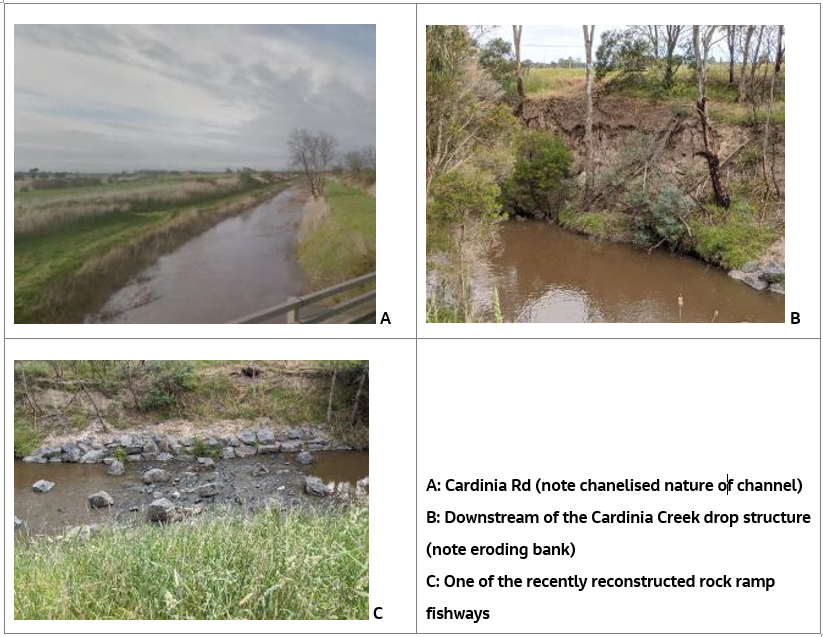 A
B
C
A: Cardinia Rd (note chanelised nature of channel)
B: Downstream of the Cardinia Creek drop structure
(note eroding bank)
C: One of the recently reconstructed rock ramp
fishways